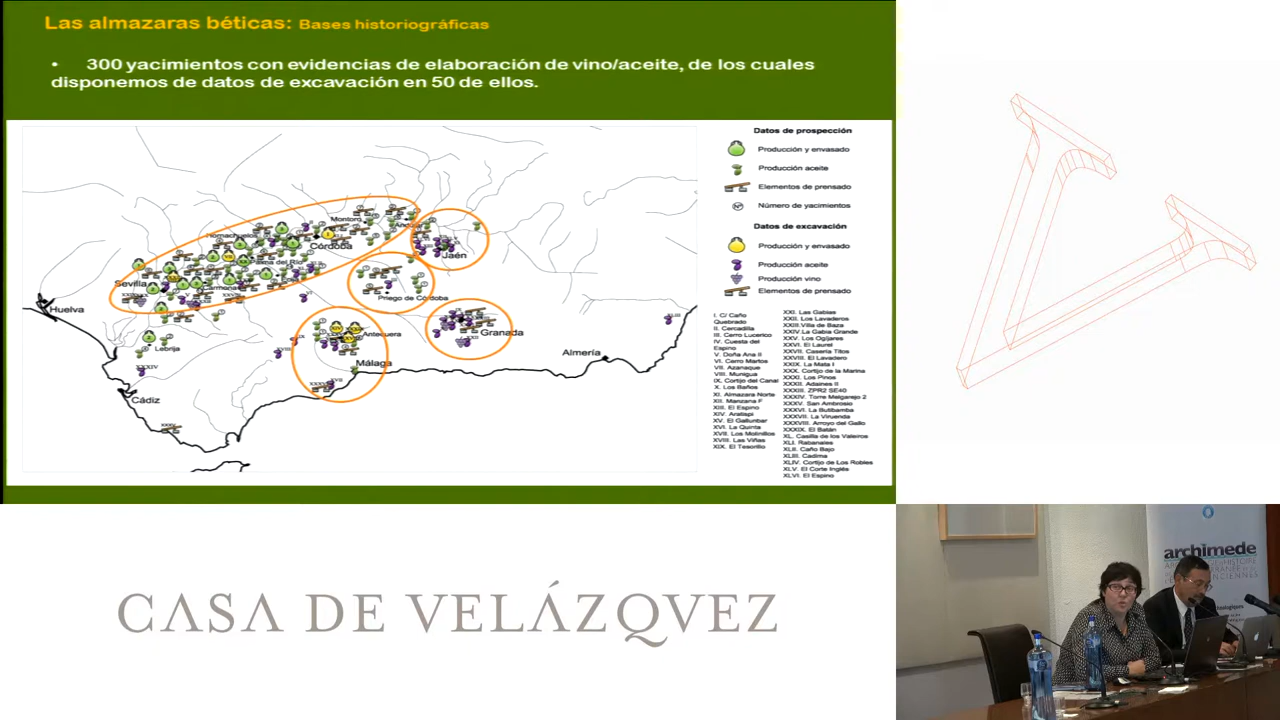 Las almazaras béticas: Bases historiográficas
• 300 yacimientos con evidencias de elaboración de vino/aceite, de los cuales
disponemos de datos de excavación en 50 de ellos.
Datos de prospección
Producción y envasado
Producción aceite
Elementos de prensado
Número de yacimientos
Datos de excavación
Producción y envasado
Producción aceite
Producción vino
Elementos de prensado
Montoro
Córdoba
Jaén
Sevilla
Carmona
Huelva
Priego de Córdoba
Lebrija
Antequera
Granada
Málaga
Almería
Cádiz
I. C/ Caño
Quebrado
II. Cercadilla
III. Cerro Lucerico
IV. Cuesta del
Espino
V. Doña Ana II
VI. Cerro Martos
VII. Azanaque
VIII. Munigua
IX. Cortijo del Canal
X. Los Baños
XI. Almazara Norte
XII. Manzana F
XIII. El Espino
XIV. Aratispi
XV. El Gallunbar
XVI. La Quinta
XVII. Los Molinillos
XVIII. Las Viñas
XIX. El Tesorillo
XXI. Las Gabias
XXII. Los Lavaderos
XXIII. Villa de Baza
XXIV. La Gabia Grande
XXV. Los Ogíjares
XXVI. El Laurel
XXVII. Casería Titos
XXVIII. El Lavadero
XXIX. La Mata I
XXX. Cortijo de la Marina
XXXI. Los Pinos
XXXII. Adaines II
XXXIII. ZPR2 SE40
XXXIV. Torre Melgarejo 2
XXXV. San Ambrosio
XXXVI. La Butibamba
XXXVII. La Viruenda
XXXVIII. Arroyo del Gallo
XXXIX. El Batán
XL. Casilla de los Valeiros
XLI. Rabanales
XLII. Caño Bajo
XLIII. Cadima
XLIV. Cortijo de Los Robles
XLV. El Corte Inglés
XLVI. El Espino
CASA DE VELÁZQVEZ
archimede